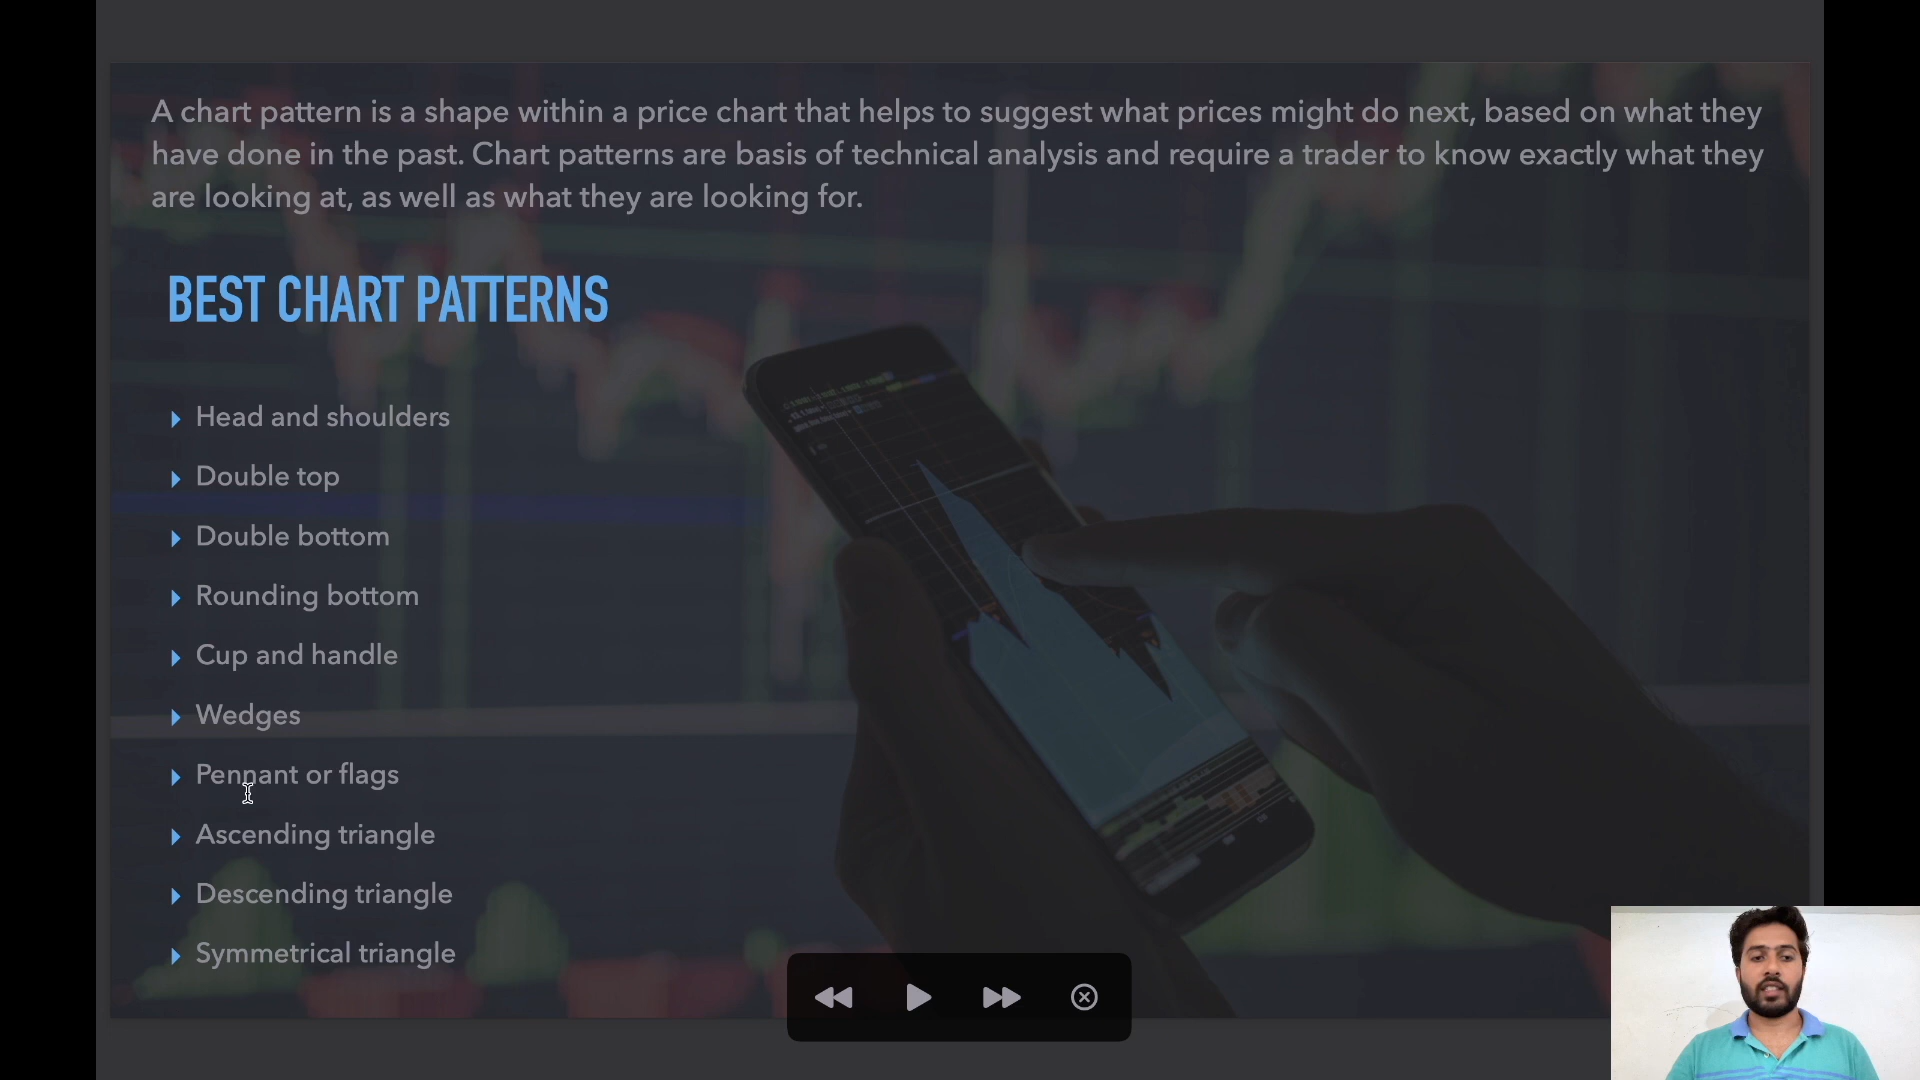 A chart pattern is a shape within a price chart that helps to suggest what prices might do next, based on what they
have done in the past. Chart patterns are basis of technical analysis and require a trader to know exactly what they
are looking at, as well as what they are looking for.
BEST CHART PATTERNS
Head and shoulders
Double top
Double bottom
Rounding bottom
Cup and handle
Wedges
Pennant or flags
Ascending triangle
Descending triangle
Symmetrical triangle